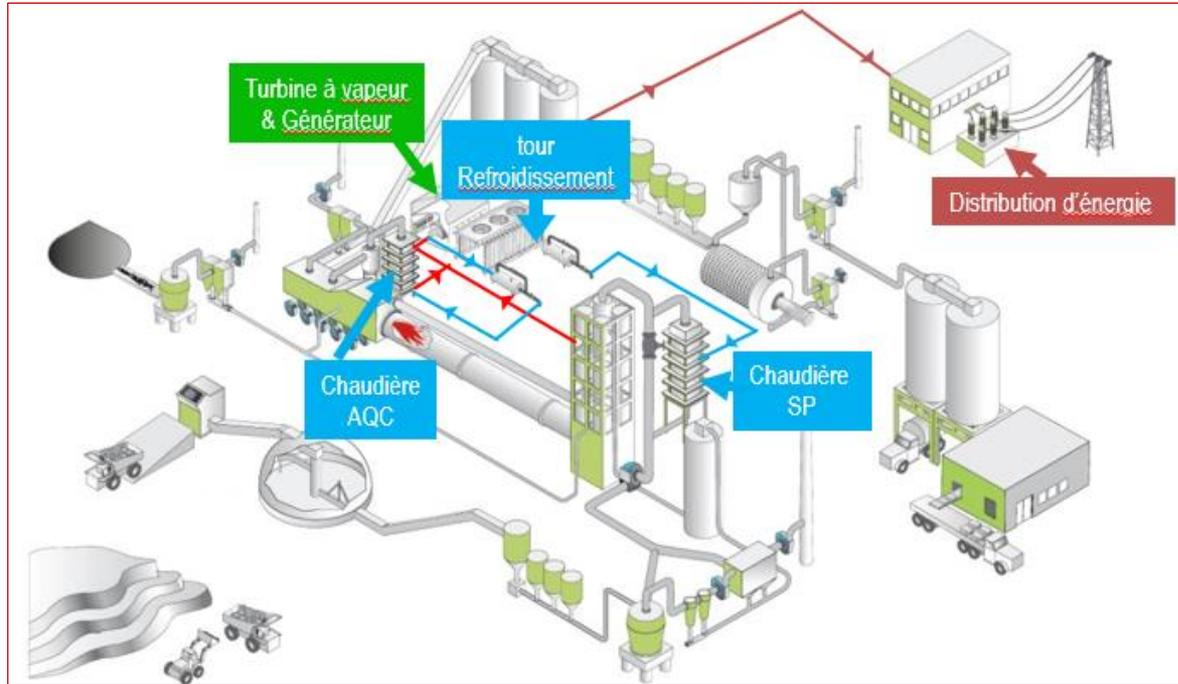 Turbine à vapeur
& Générateur
tour
Refroidissement
Distribution d'énergie
Chaudière
AQC
Chaudière
SP